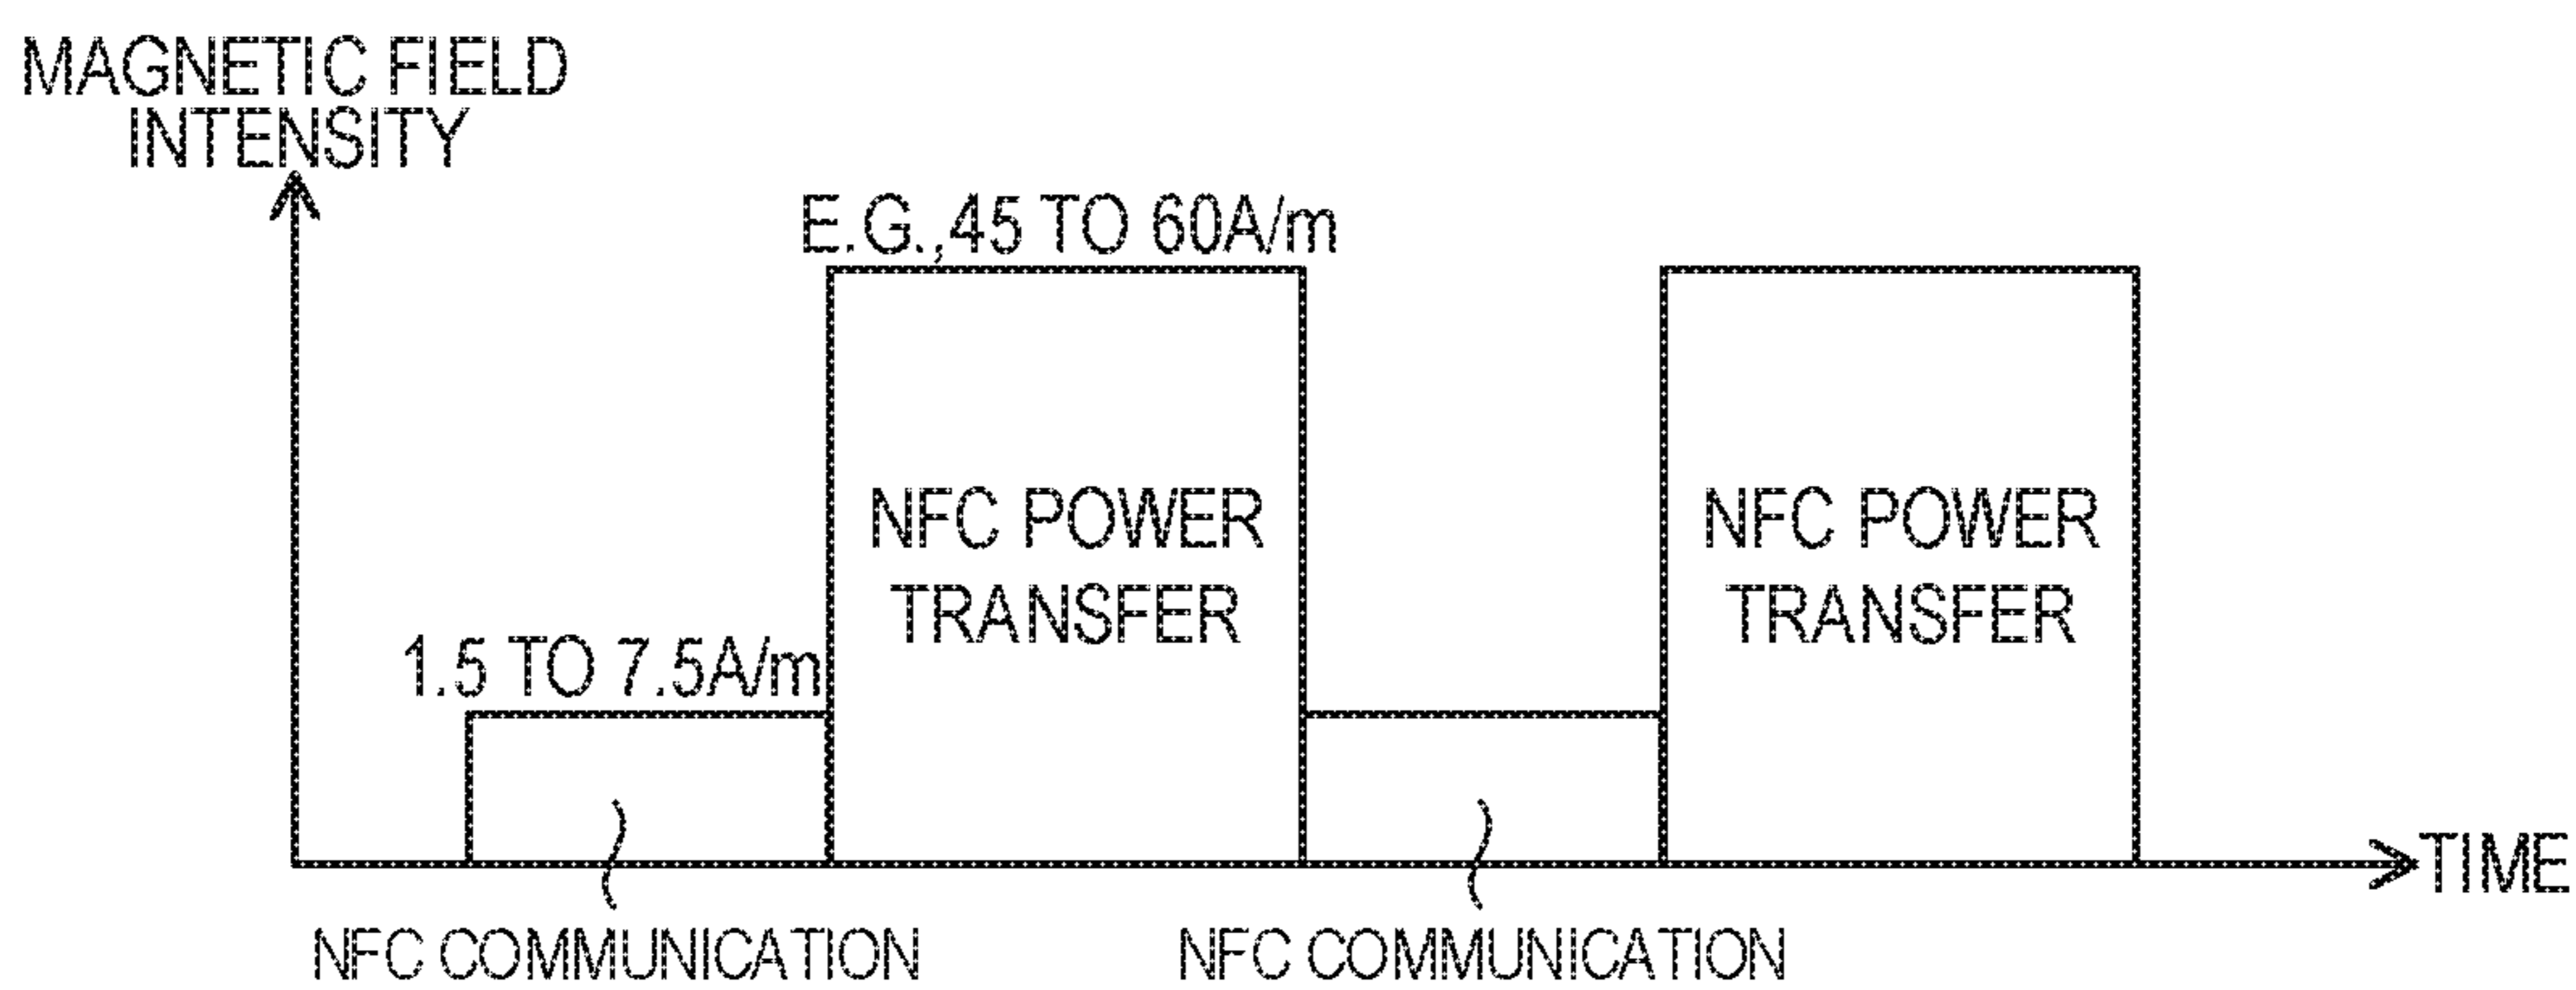 MAGNETIC FIELD
INTENSITY
E.G.,45 TO 60A/m
NFC POWER
TRANSFER
NFC POWER
TRANSFER
1.5 TO 7.5A/m
TIME
NFC COMMUNICATION
NFC COMMUNICATION